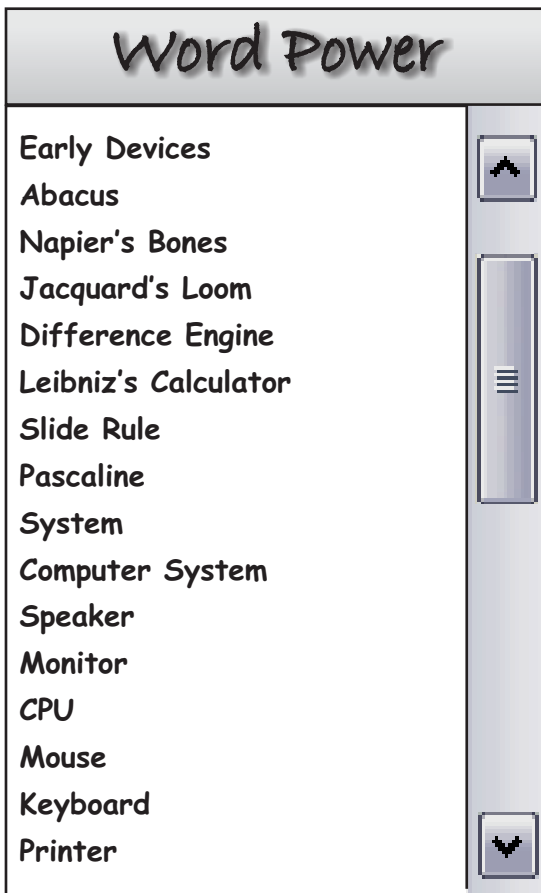 Word Power
Early Devices
Abacus
Napier's Bones
Jacquard's Loom
Difference Engine
Leibniz's Calculator
Slide Rule
Pascaline
System
Computer System
Speaker
Monitor
CPU
Mouse
Keyboard
Printer